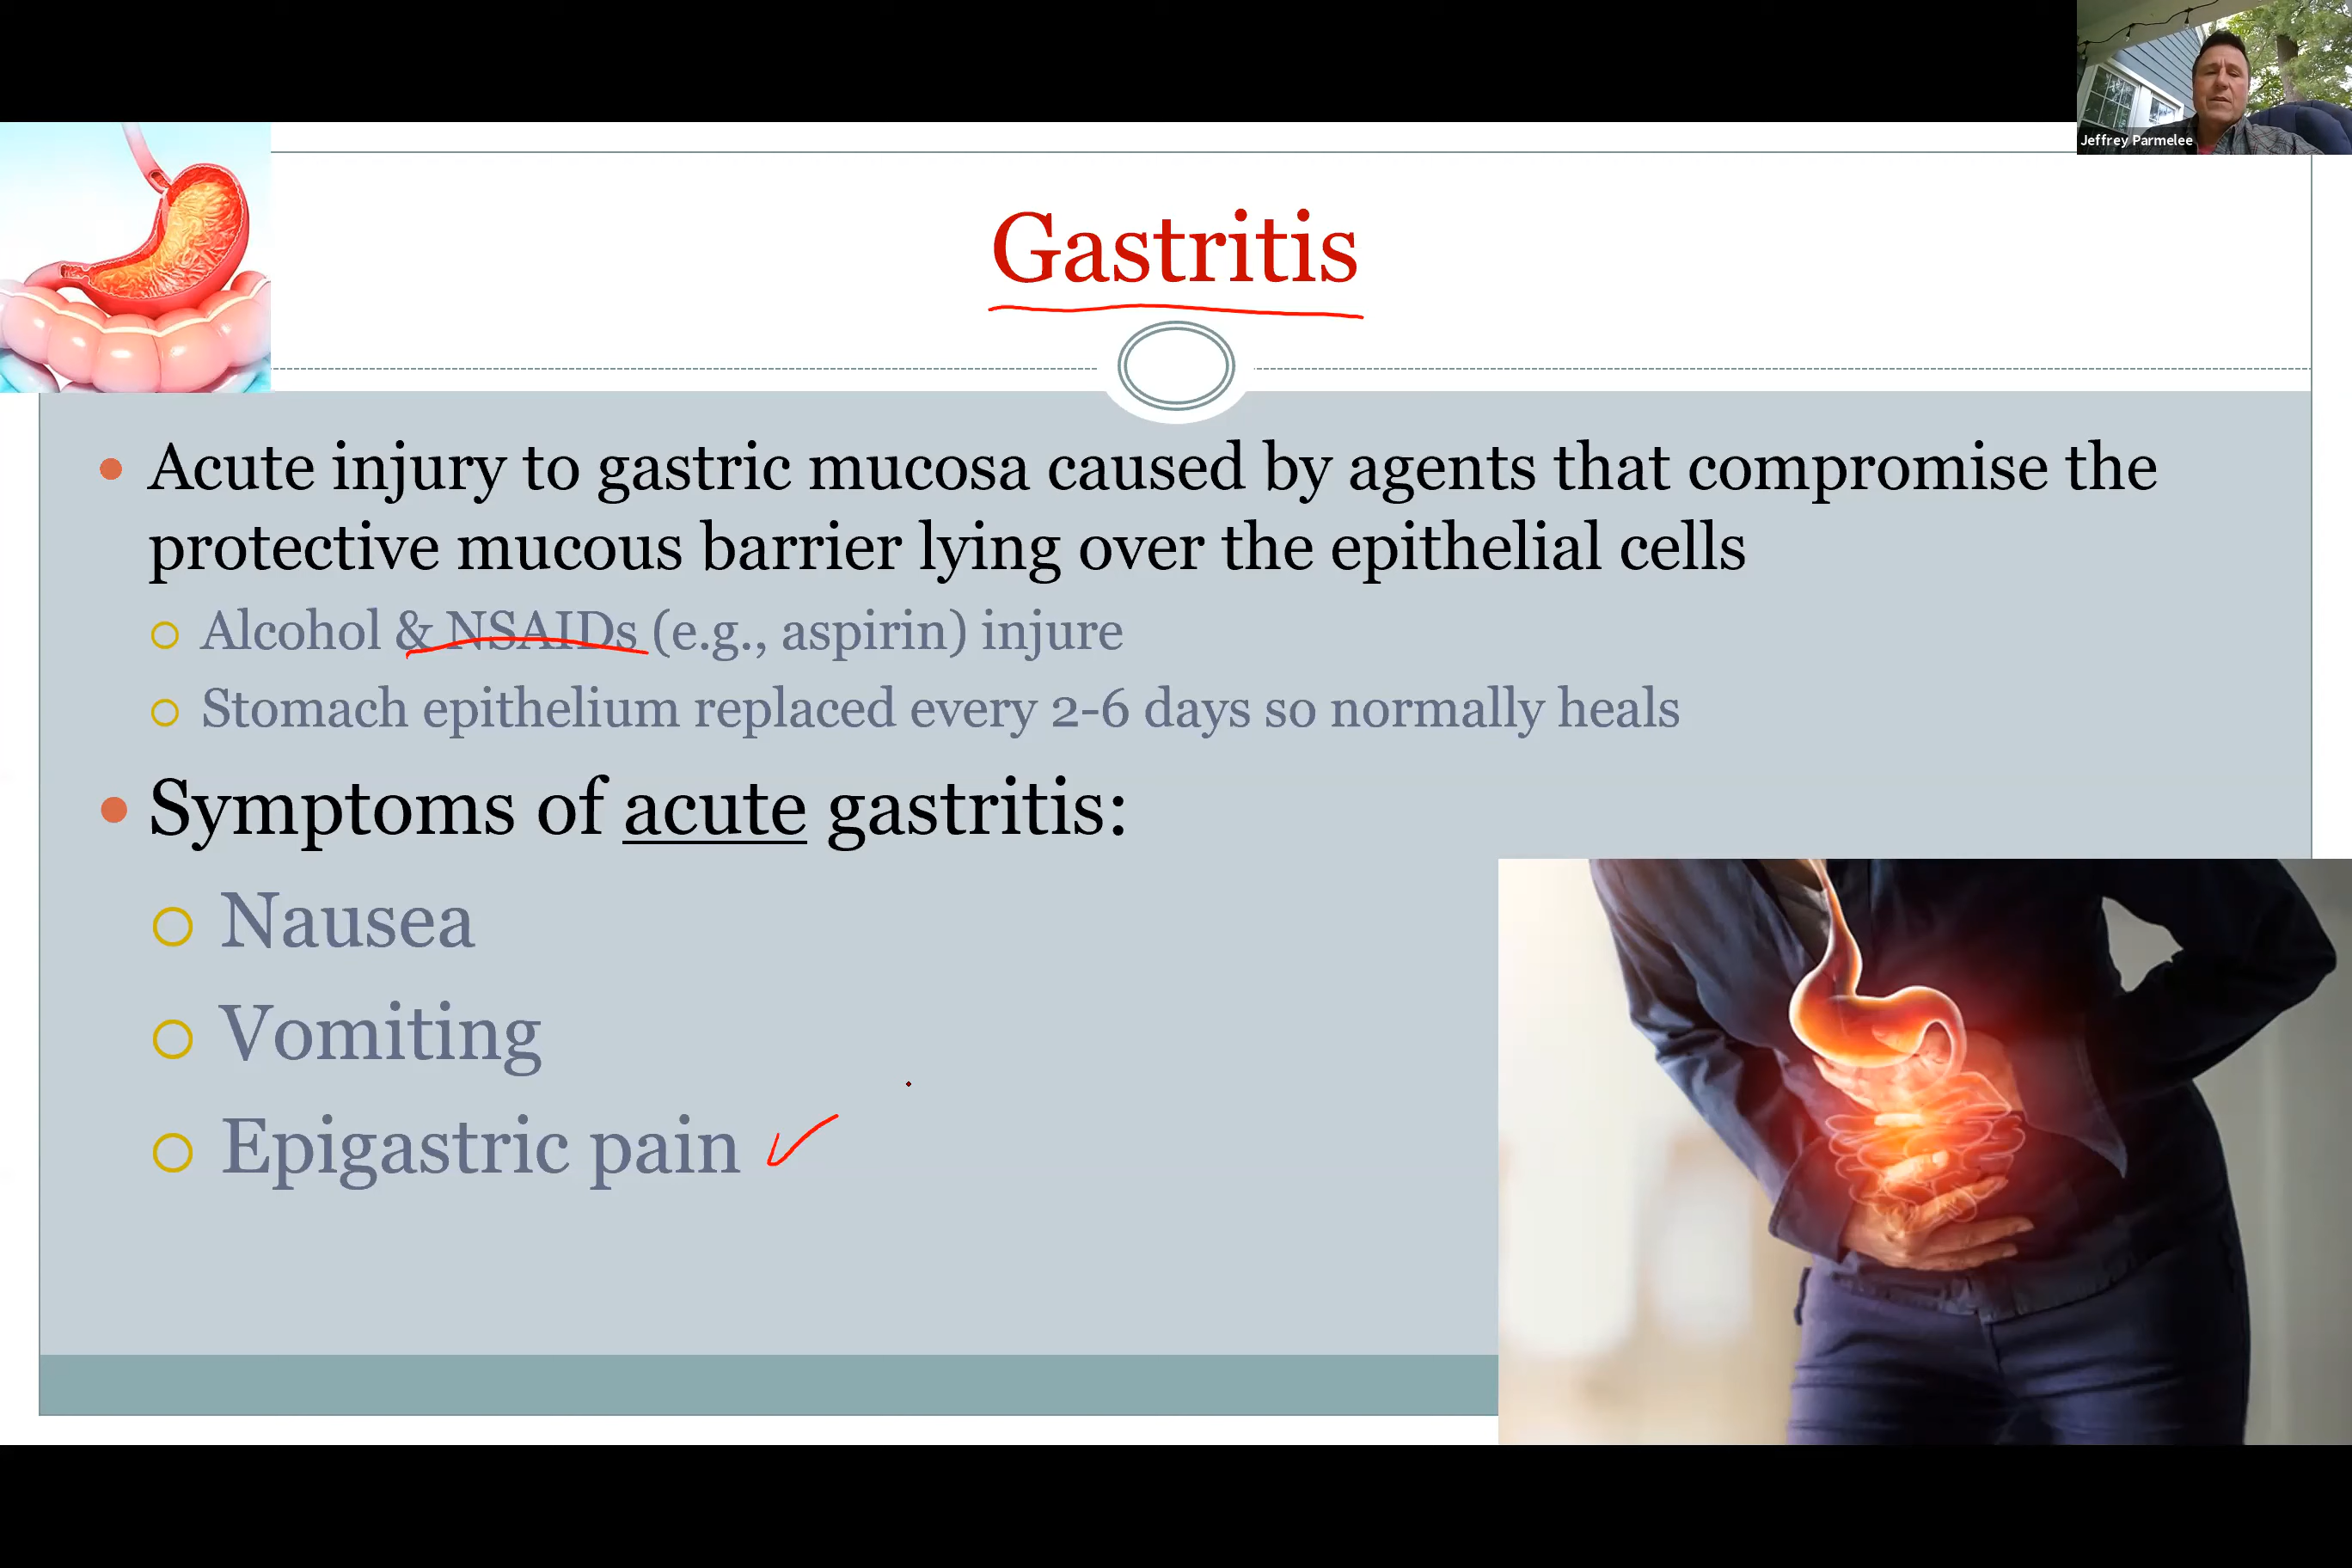 Jeffrey Parmelee
Gastritis
Acute injury to gastric mucosa caused by agents that compromise the
protective mucous barrier lying over the epithelial cells
Alcohol & NSAIDs (e.g., aspirin) injure
Stomach epithelium replaced every 2-6 days so normally heals
Symptoms of acute gastritis:
Nausea
Vomiting
Epigastric pain